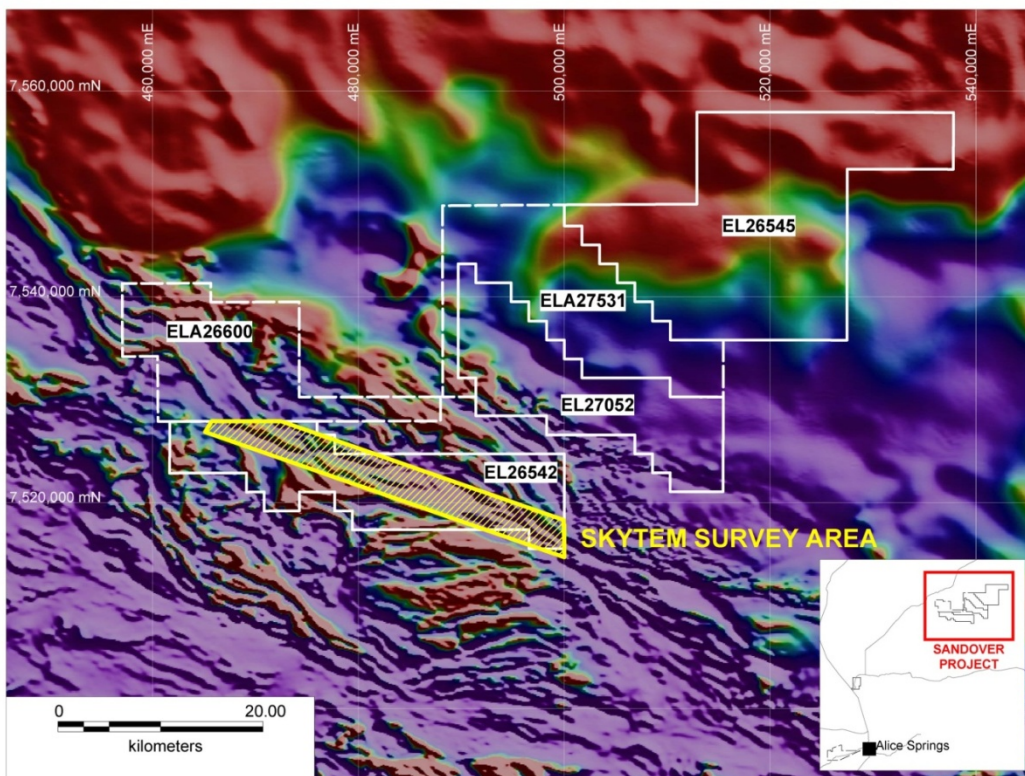 460,000 mE
480,000 mE
500,000 mE
520,000 mE
540,000 mE
7,560,000 mN
EL26545
7,540,000 mN
ELA27531
ELA26600
EL27052
EL26542
7,520,000 mN
SKYTEM SURVEY AREA
SANDOVER
PROJECT
0 20.00
kilometers
Alice Springs